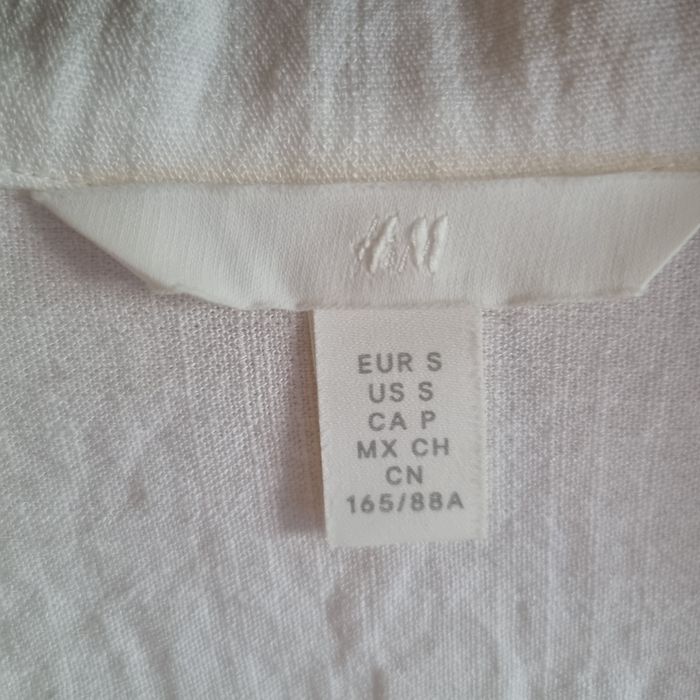 H&M
EUR S
US S
CA P
MX CH
CN
165/88A